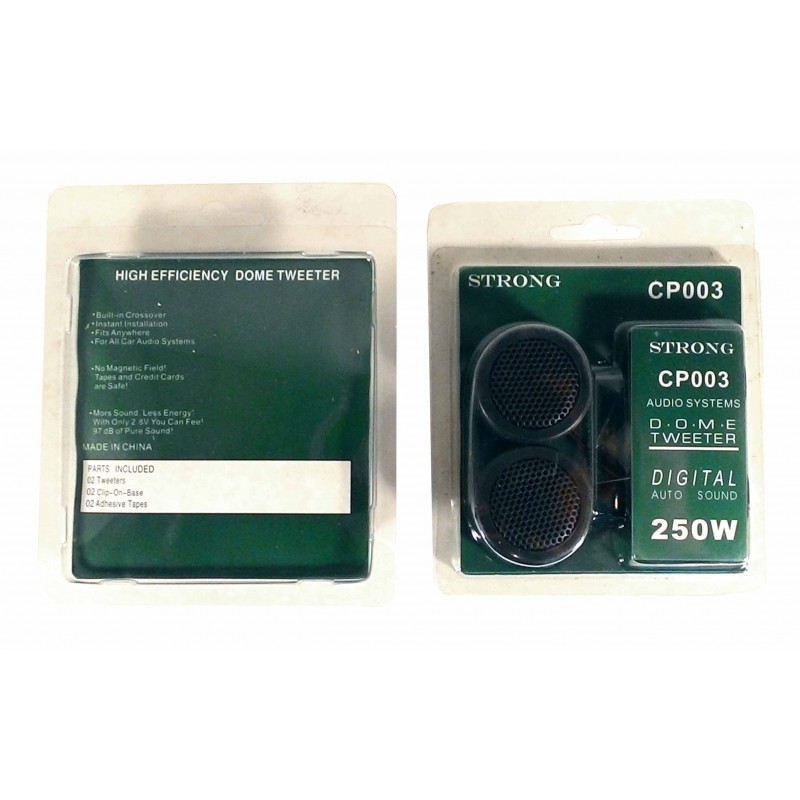 HIGH EFFICIENCY DOME TWEETER
•Built-in Crossover
•Instant Installation
•Fits Anywhere
•For All Car Audio Systems
•No Magnetic Field!
Tapes and Credit Cards
are Safe!
•Mors Sound, Less Energy!
With Only 2.8V You Can Feel
97 dB of Pure Sound!
MADE IN CHINA
PARTS INCLUDED
02 Tweeters
02 Clip-On-Base
02 Adhesive Tapes
STRONG
CP003
STRONG
CP003
AUDIO SYSTEMS
D·O·M·E
TWEETER
DIGITAL
AUTO SOUND
250W